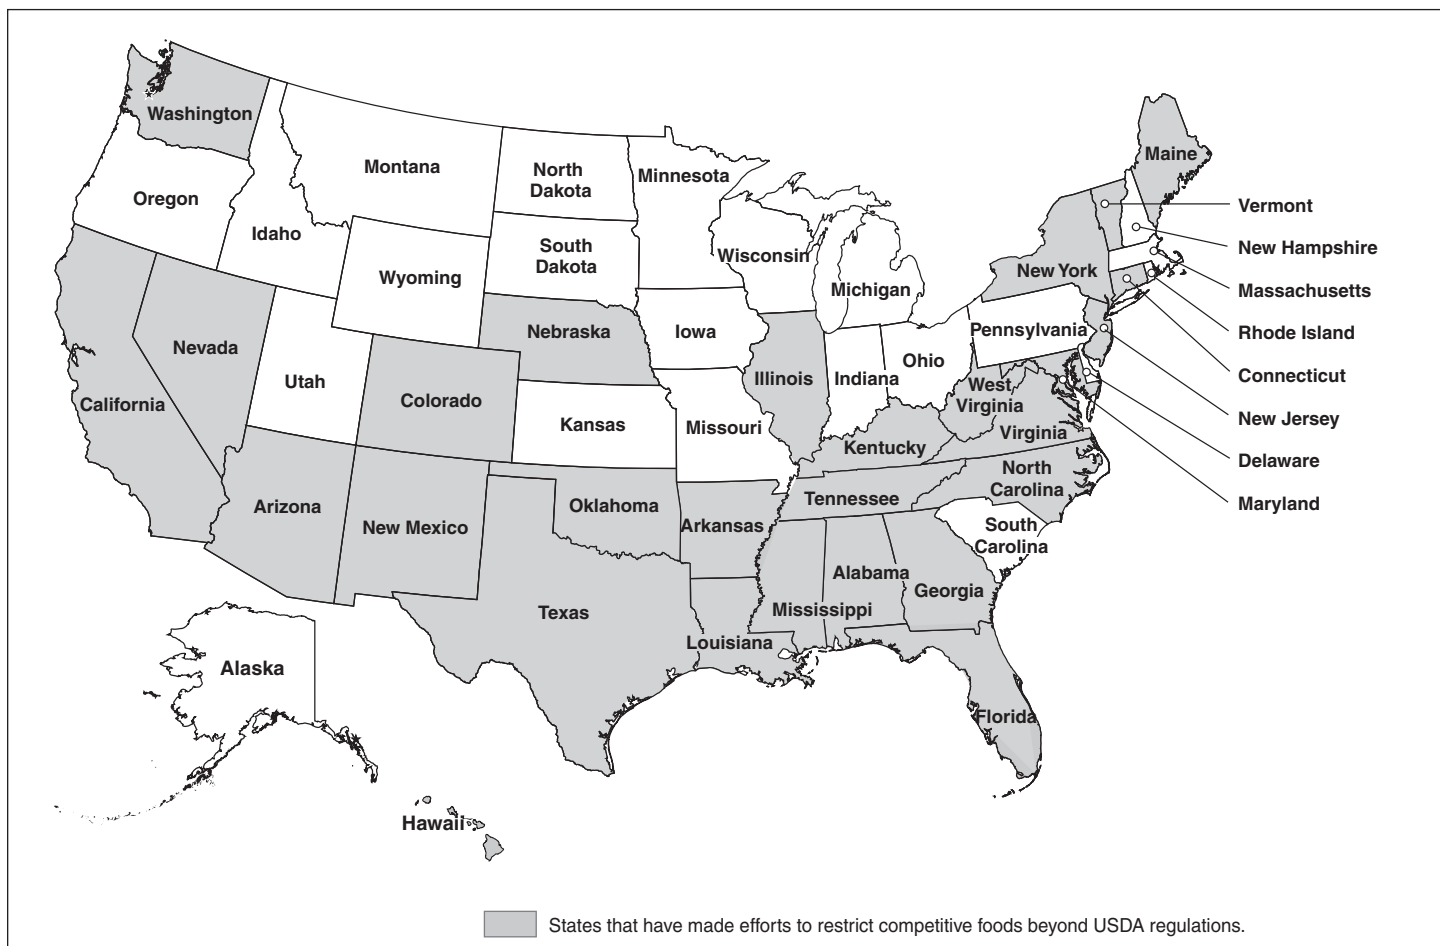 Washington
Montana
North
Dakota
Minnesota
Maine
Oregon
Idaho
Wyoming
South
Dakota
Wisconsin
Michigan
New York
Vermont
New Hampshire
Massachusetts
Rhode Island
Connecticut
New Jersey
Delaware
Maryland
Nevada
Utah
California
Colorado
Nebraska
Iowa
Kansas
Missouri
Illinois
Indiana
Ohio
Pennsylvania
West
Virginia
Virginia
Kentucky
Tennessee
North
Carolina
South
Carolina
Arizona
New Mexico
Oklahoma
Arkansas
Texas
Louisiana
Mississippi
Alabama
Georgia
Florida
Alaska
Hawaii
States that have made efforts to restrict competitive foods beyond USDA regulations.